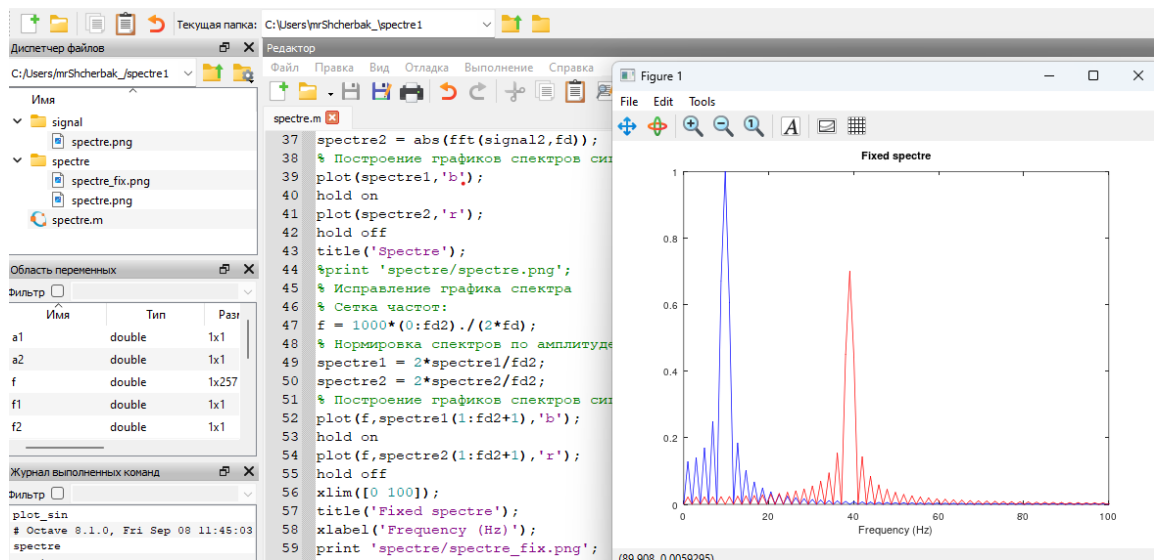 Текущая папка: C:\Users\mrShcherbak_\spectre1
Диспетчер файлов
C:/Users/mrShcherbak_/spectre1
Имя
signal
spectre.png
spectre
spectre_fix.png
spectre.png
spectre.m
Область переменных
Фильтр
Имя Тип
a1 double 1x1
a2 double 1x1
f double 1x257
f1 double 1x1
f2 double 1x1
Журнал выполненных команд
Фильтр
plot_sin
# Octave 8.1.0, Fri Sep 08 11:45:03
spectre
Редактор
Файл Правка Вид Отладка Выполнение Справка
spectre.m
37 spectre2 = abs(fft(signal2,fd));
38 % Построение графиков спектров
39 plot(spectre1,'b');
40 hold on
41 plot(spectre2,'r');
42 hold off
43 title('Spectre');
44 %print 'spectre/spectre.png';
45 % Исправление графика спектра
46 % Сетка частот:
47 f = 1000*(0:fd2)./(2*fd);
48 % Нормировка спектров по амплитуде
49 spectre1 = 2*spectre1/fd2;
50 spectre2 = 2*spectre2/fd2;
51 % Построение графиков спектров
52 plot(f,spectre1(1:fd2+1),'b');
53 hold on
54 plot(f,spectre2(1:fd2+1),'r');
55 hold off
56 xlim([0 100]);
57 title('Fixed spectre');
58 xlabel('Frequency (Hz)');
59 print 'spectre/spectre_fix.png';
Figure 1
File Edit Tools
Fixed spectre
1
0.8
0.6
0.4
0.2
0
0 20 40 60 80 100
Frequency (Hz)
(89.908, 0.0059295)